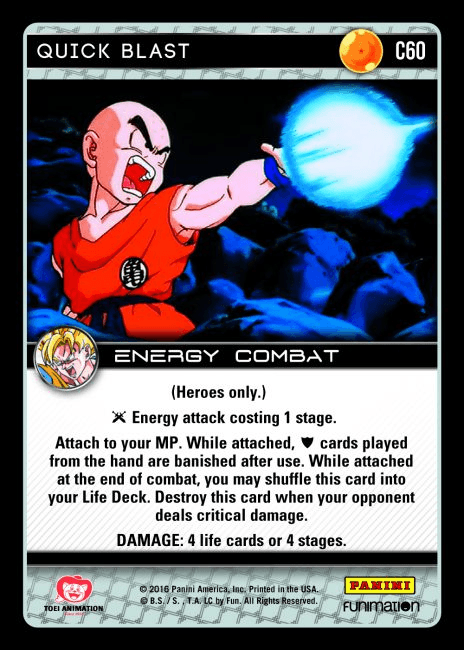 QUICK BLAST
C60
ENERGY COMBAT
(Heroes only.)
Energy attack costing 1 stage.
Attach to your MP. While attached, cards played
from the hand are banished after use. While attached
at the end of combat, you may shuffle this card into
your Life Deck. Destroy this card when your opponent
deals critical damage.
DAMAGE: 4 life cards or 4 stages.
TOEI ANIMATION
© 2016 Panini America, Inc. Printed in the USA.
© B.S. / S. , T.A. LC by Fun. All Rights Reserved.
PANINI
FUNIMATION